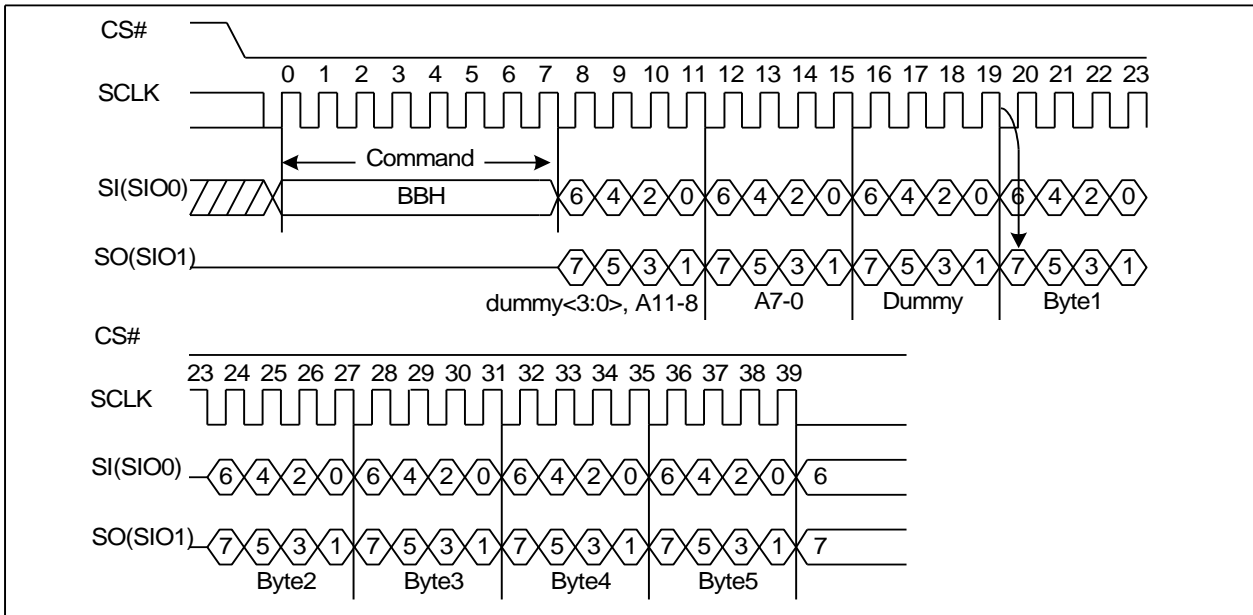 CS#
0 1 2 3 4 5 6 7 8 9 10 11 12 13 14 15 16 17 18 19 20 21 22 23
SCLK
Command
SI(SIO0) BBH 6 4 2 0 6 4 2 0 6 4 2 0 6 4 2 0
SO(SIO1) 7 5 3 1 7 5 3 1 7 5 3 1 7 5 3 1
dummy<3:0>, A11-8 A7-0 Dummy Byte1
CS#
23 24 25 26 27 28 29 30 31 32 33 34 35 36 37 38 39
SCLK
SI(SIO0) 6 4 2 0 6 4 2 0 6 4 2 0 6 4 2 0 6
SO(SIO1) 7 5 3 1 7 5 3 1 7 5 3 1 7 5 3 1 7
Byte2 Byte3 Byte4 Byte5